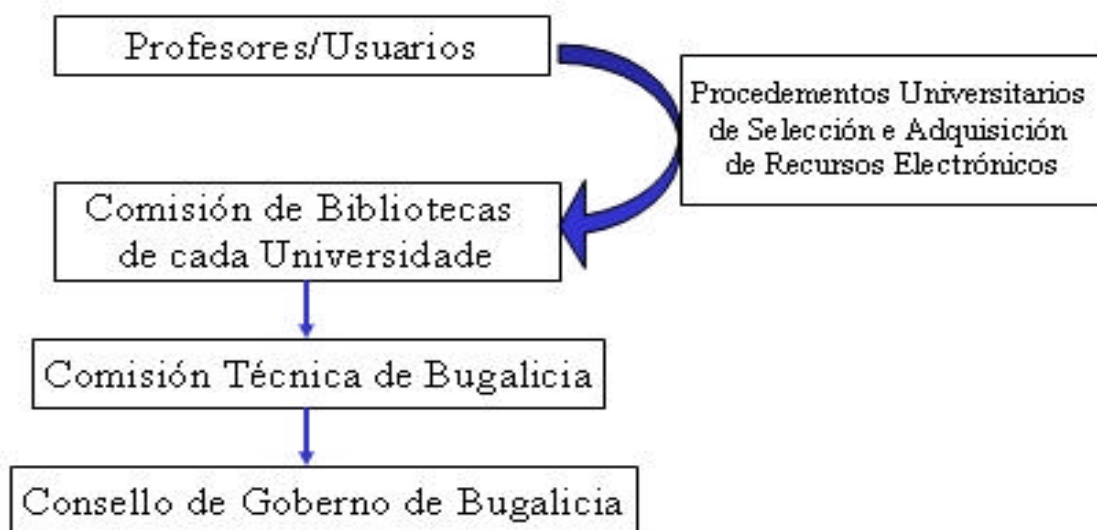 Profesores/Usuarios
Procedementos Universitarios
de Selección e Adquisición
de Recursos Electrónicos
Comisión de Bibliotecas
de cada Universidade
Comisión Técnica de Bugalicia
Consello de Goberno de Bugalicia